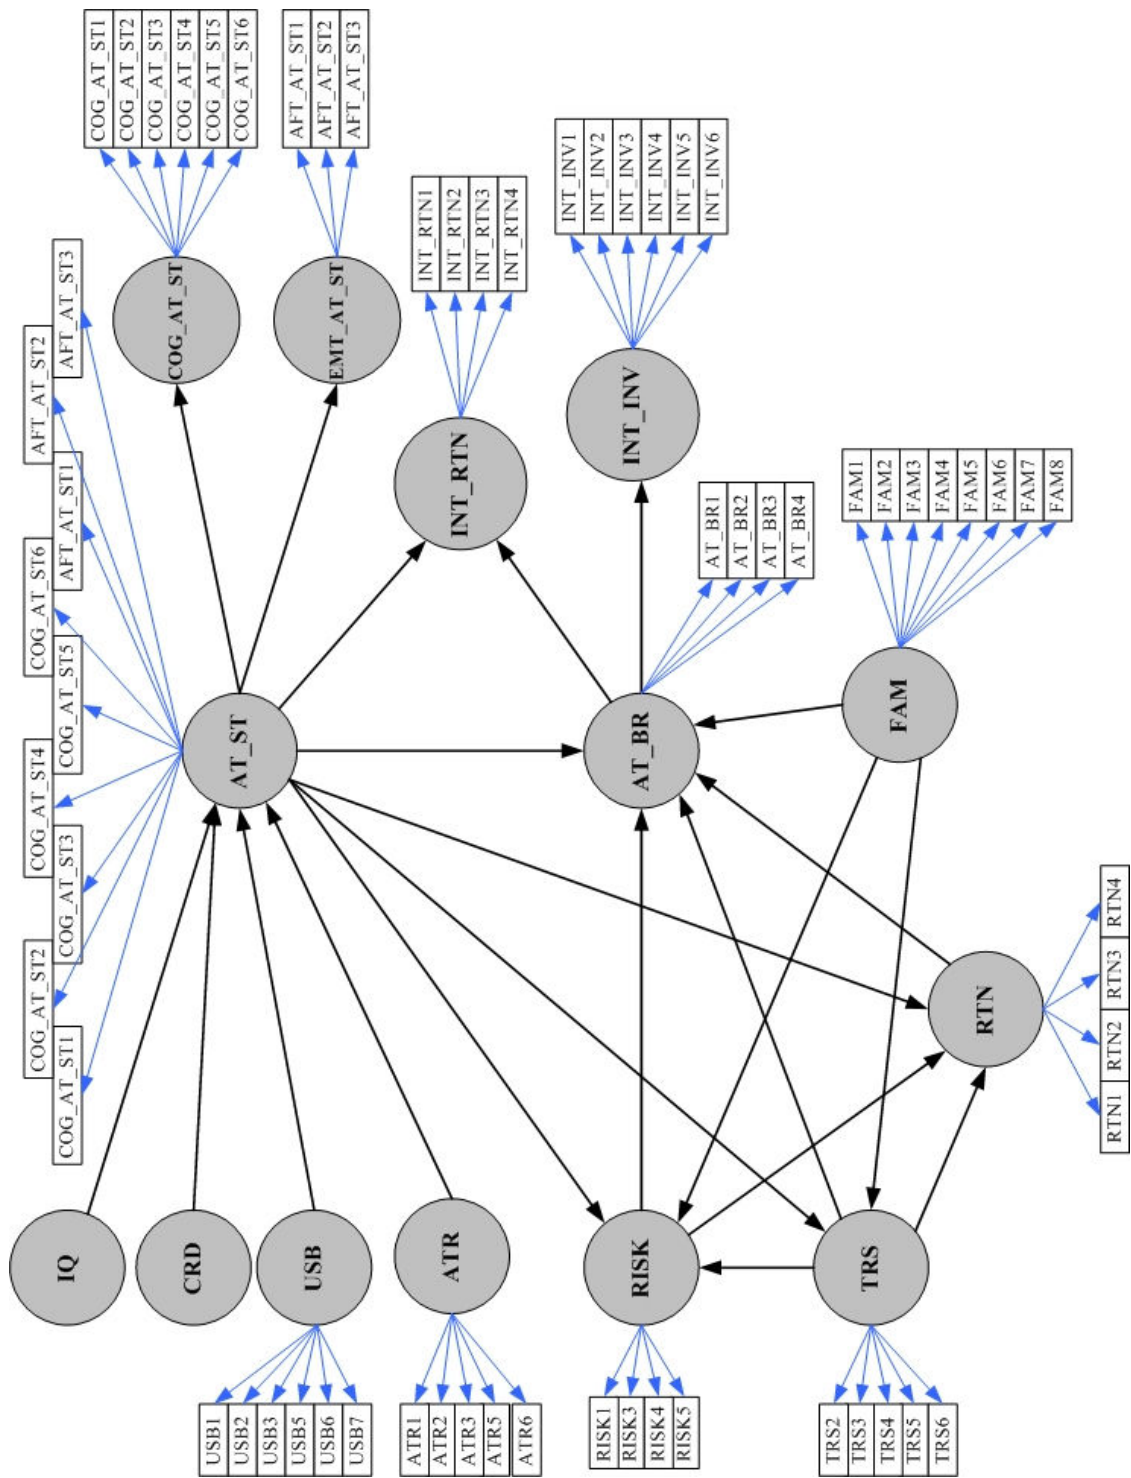 COG_AT_ST1
COG_AT_ST2
COG_AT_ST3
COG_AT_ST4
COG_AT_ST5
COG_AT_ST6
AFT_AT_ST1
AFT_AT_ST2
AFT_AT_ST3
IQ
CRD
USB
ATR
AT_ST
COG_AT_ST
EMT_AT_ST
COG_AT_ST1
COG_AT_ST2
COG_AT_ST3
COG_AT_ST4
COG_AT_ST5
COG_AT_ST6
AFT_AT_ST1
AFT_AT_ST2
AFT_AT_ST3
USB1
USB2
USB3
USB5
USB6
USB7
ATR1
ATR2
ATR3
ATR5
ATR6
INT_RTN
INT_RTN1
INT_RTN2
INT_RTN3
INT_RTN4
RISK1
RISK3
RISK4
RISK5
RISK
AT_BR
INT_INV
INT_INV1
INT_INV2
INT_INV3
INT_INV4
INT_INV5
INT_INV6
AT_BR1
AT_BR2
AT_BR3
AT_BR4
TRS2
TRS3
TRS4
TRS5
TRS6
TRS
FAM
FAM1
FAM2
FAM3
FAM4
FAM5
FAM6
FAM7
FAM8
RTN
RTN1
RTN2
RTN3
RTN4